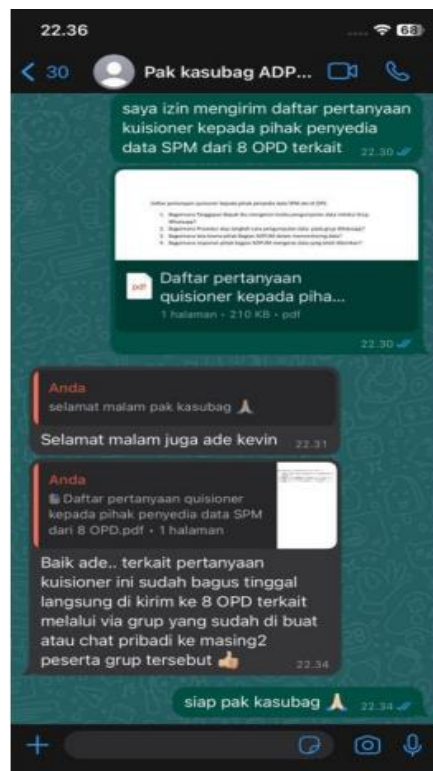 22.36
68
30
Pak kasubag ADP...
saya izin mengirim daftar pertanyaan
kuisioner kepada pihak penyedia
data SPM dari 8 OPD terkait
22.30
Daftar pertanyaan
quisioner kepada piha...
1 halaman • 210 KB • pdf
pdf
22.30
Anda
selamat malam pak kasubag 🙏
Selamat malam juga ade kevin
22.31
Anda
Daftar pertanyaan quisioner
kepada pihak penyedia data SPM
dari 8 OPD.pdf • 1 halaman
Baik ade.. terkait pertanyaan
kuisioner ini sudah bagus tinggal
langsung di kirim ke 8 OPD terkait
melalui via grup yang sudah di buat
atau chat pribadi ke masing2
peserta grup tersebut 👍
22.34
siap pak kasubag 🙏
22.34